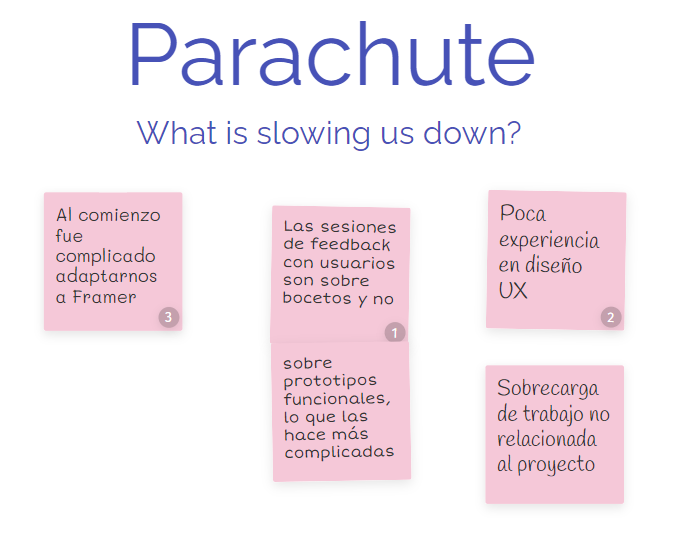 Parachute
What is slowing us down?
Al comienzo
fue
complicado
adaptarnos
a Framer
3
Las sesiones
de feedback
con usuarios
son sobre
bocetos y no
1
sobre
prototipos
funcionales,
lo que las
hace más
complicadas
Poca
experiencia
en diseño
UX
2
Sobrecarga
de trabajo no
relacionada
al proyecto